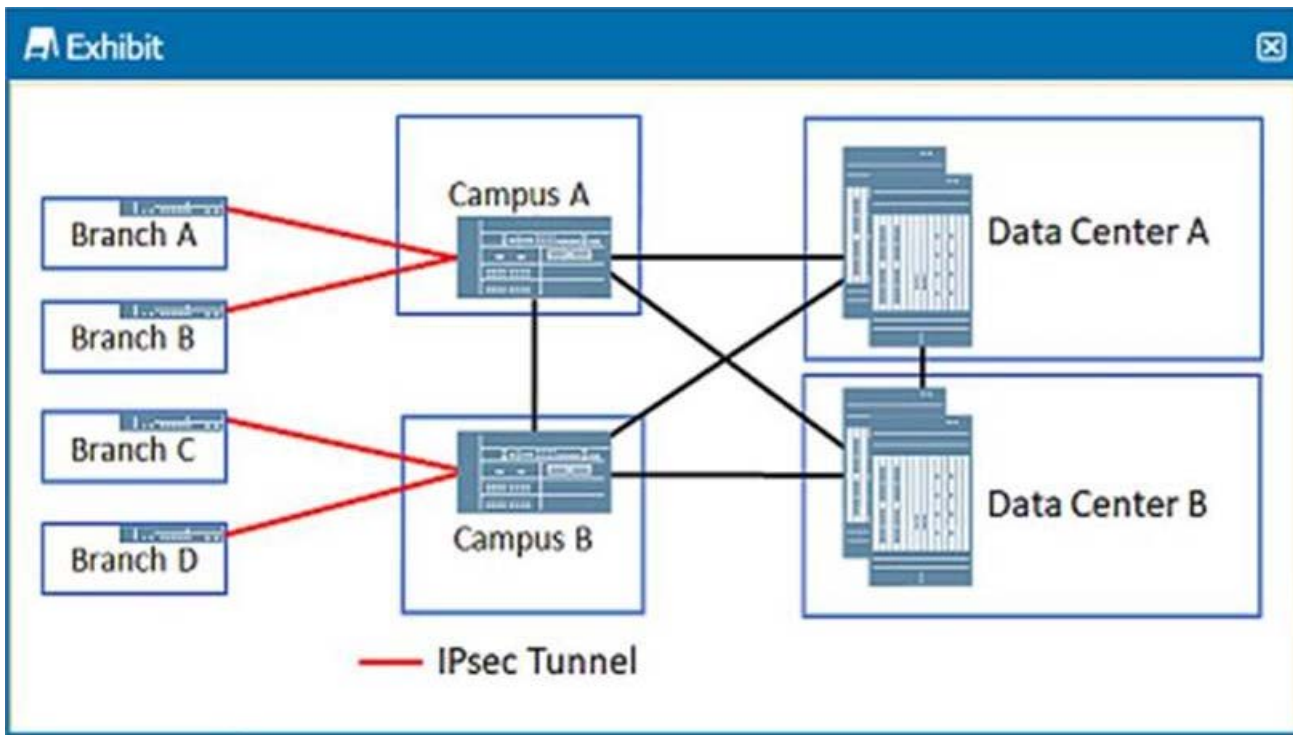 Exhibit
Campus A
Branch A
Data Center A
Branch B
Branch C
Data Center B
Campus B
Branch D
IPsec Tunnel